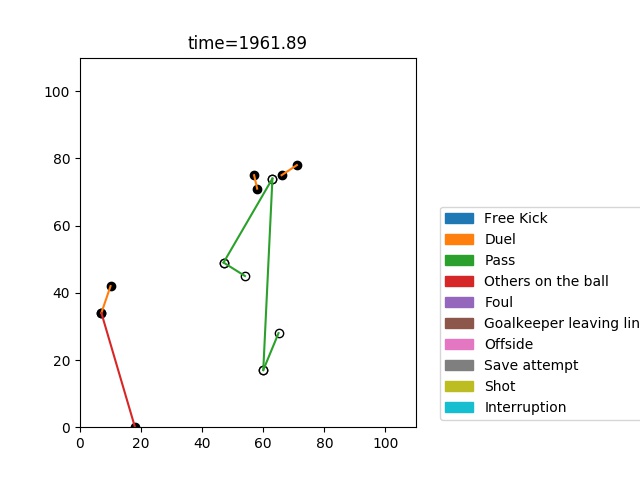 time=1961.89
100
80
60
40
20
0
0 20 40 60 80 100
Free Kick
Duel
Pass
Others on the ball
Foul
Goalkeeper leaving lin
Offside
Save attempt
Shot
Interruption